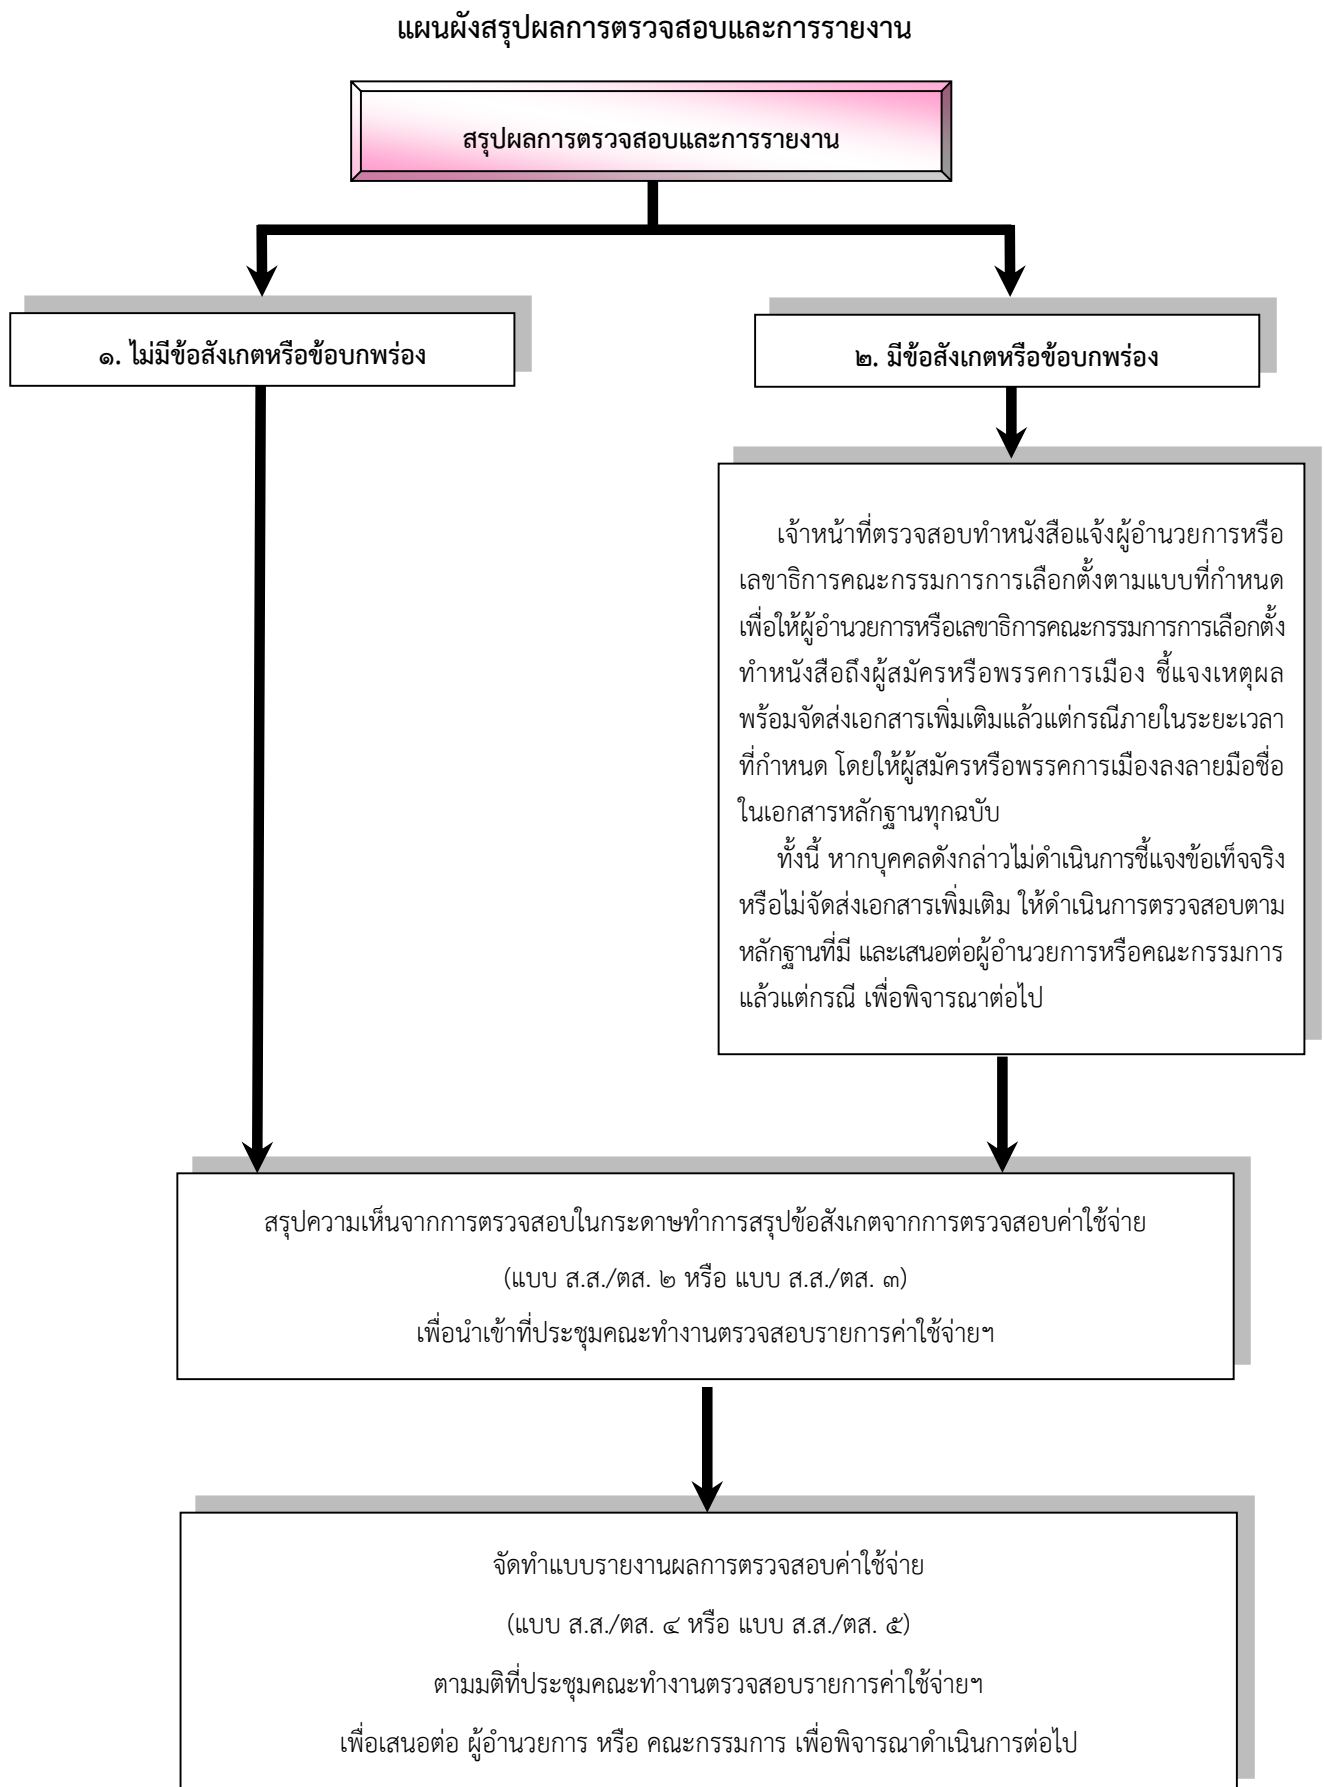 แผนผังสรุปผลการตรวจสอบและการรายงาน
สรุปผลการตรวจสอบและการรายงาน
๑. ไม่มีข้อสังเกตหรือข้อบกพร่อง
๒. มีข้อสังเกตหรือข้อบกพร่อง
เจ้าหน้าที่ตรวจสอบทำหนังสือแจ้งผู้อำนวยการหรือ
เลขาธิการคณะกรรมการการเลือกตั้งตามแบบที่กำหนด
เพื่อให้ผู้อำนวยการหรือเลขาธิการคณะกรรมการการเลือกตั้ง
ทำหนังสือถึงผู้สมัครหรือพรรคการเมือง ชี้แจงเหตุผล
พร้อมจัดส่งเอกสารเพิ่มเติมแล้วแต่กรณีภายในระยะเวลา
ที่กำหนด โดยให้ผู้สมัครหรือพรรคการเมืองลงลายมือชื่อ
ในเอกสารหลักฐานทุกฉบับ
ทั้งนี้ หากบุคคลดังกล่าวไม่ดำเนินการชี้แจงข้อเท็จจริง
หรือไม่จัดส่งเอกสารเพิ่มเติม ให้ดำเนินการตรวจสอบตาม
หลักฐานที่มี และเสนอต่อผู้อำนวยการหรือคณะกรรมการ
แล้วแต่กรณี เพื่อพิจารณาต่อไป
สรุปความเห็นจากการตรวจสอบในกระดาษทำการสรุปข้อสังเกตจากการตรวจสอบค่าใช้จ่าย
(แบบ ส.ส./ตส. ๒ หรือ แบบ ส.ส./ตส. ๓)
เพื่อนำเข้าที่ประชุมคณะทำงานตรวจสอบรายการค่าใช้จ่ายฯ
จัดทำแบบรายงานผลการตรวจสอบค่าใช้จ่าย
(แบบ ส.ส./ตส. ๔ หรือ แบบ ส.ส./ตส. ๕)
ตามมติที่ประชุมคณะทำงานตรวจสอบรายการค่าใช้จ่ายฯ
เพื่อเสนอต่อ ผู้อำนวยการ หรือ คณะกรรมการ เพื่อพิจารณาดำเนินการต่อไป